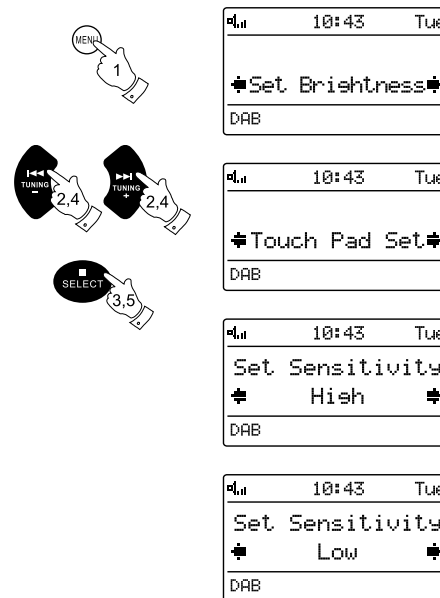 MENU
1
TUNING
−
2,4
TUNING
+
2,4
SELECT
3,5
10:43 Tue
Set Brightness
DAB
10:43 Tue
Touch Pad Set
DAB
10:43 Tue
Set Sensitivity
High
DAB
10:43 Tue
Set Sensitivity
Low
DAB